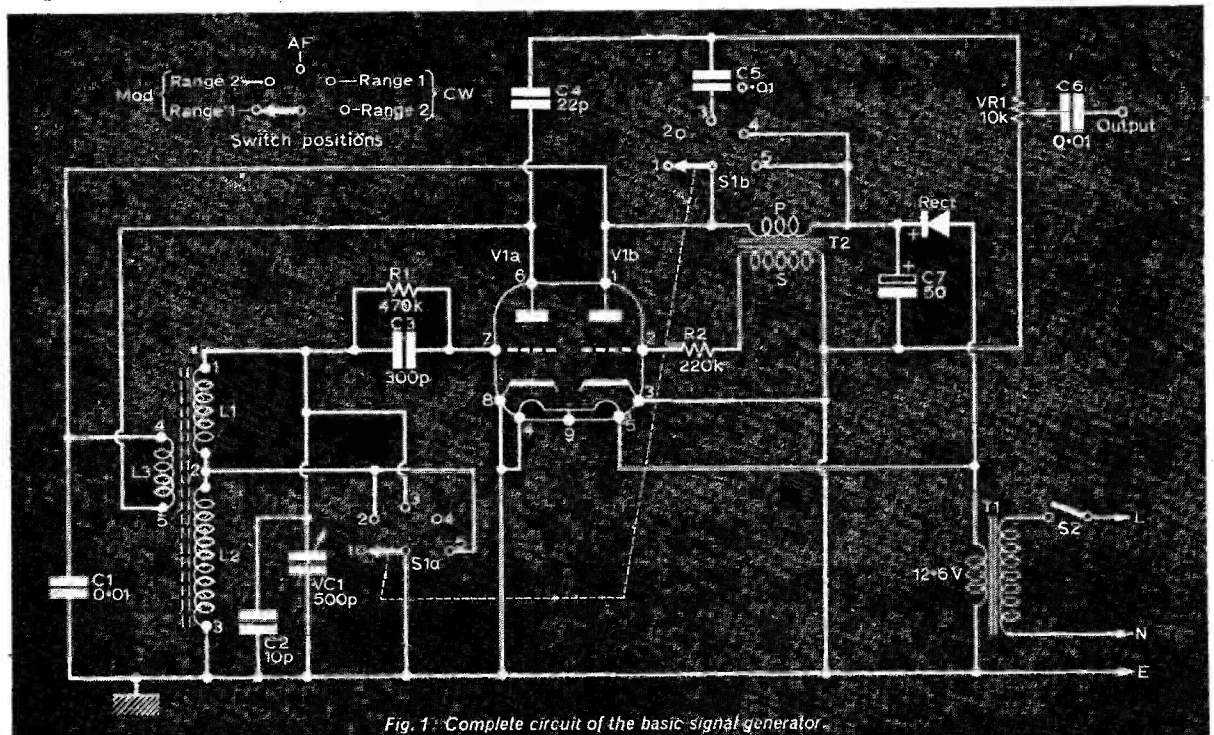 AF
Mod
Range 2
Range 1
Range 1
Range 2
CW
Switch positions
C4
22p
C5
0·01
3
2
4
1
5
S1b
VR1
10k
C6
0·01
Output
P
T2
S
Rect
+
+
C7
50
V1a
V1b
6
1
R1
470k
C3
300p
7
2
R2
220k
8
3
4
9
5
1
L1
4
L3
5
2
L2
3
2
3
4
1
5
S1a
C1
0·01
C2
10p
VC1
500p
12·6V
T1
S2
L
N
E
Fig. 1: Complete circuit of the basic signal generator.